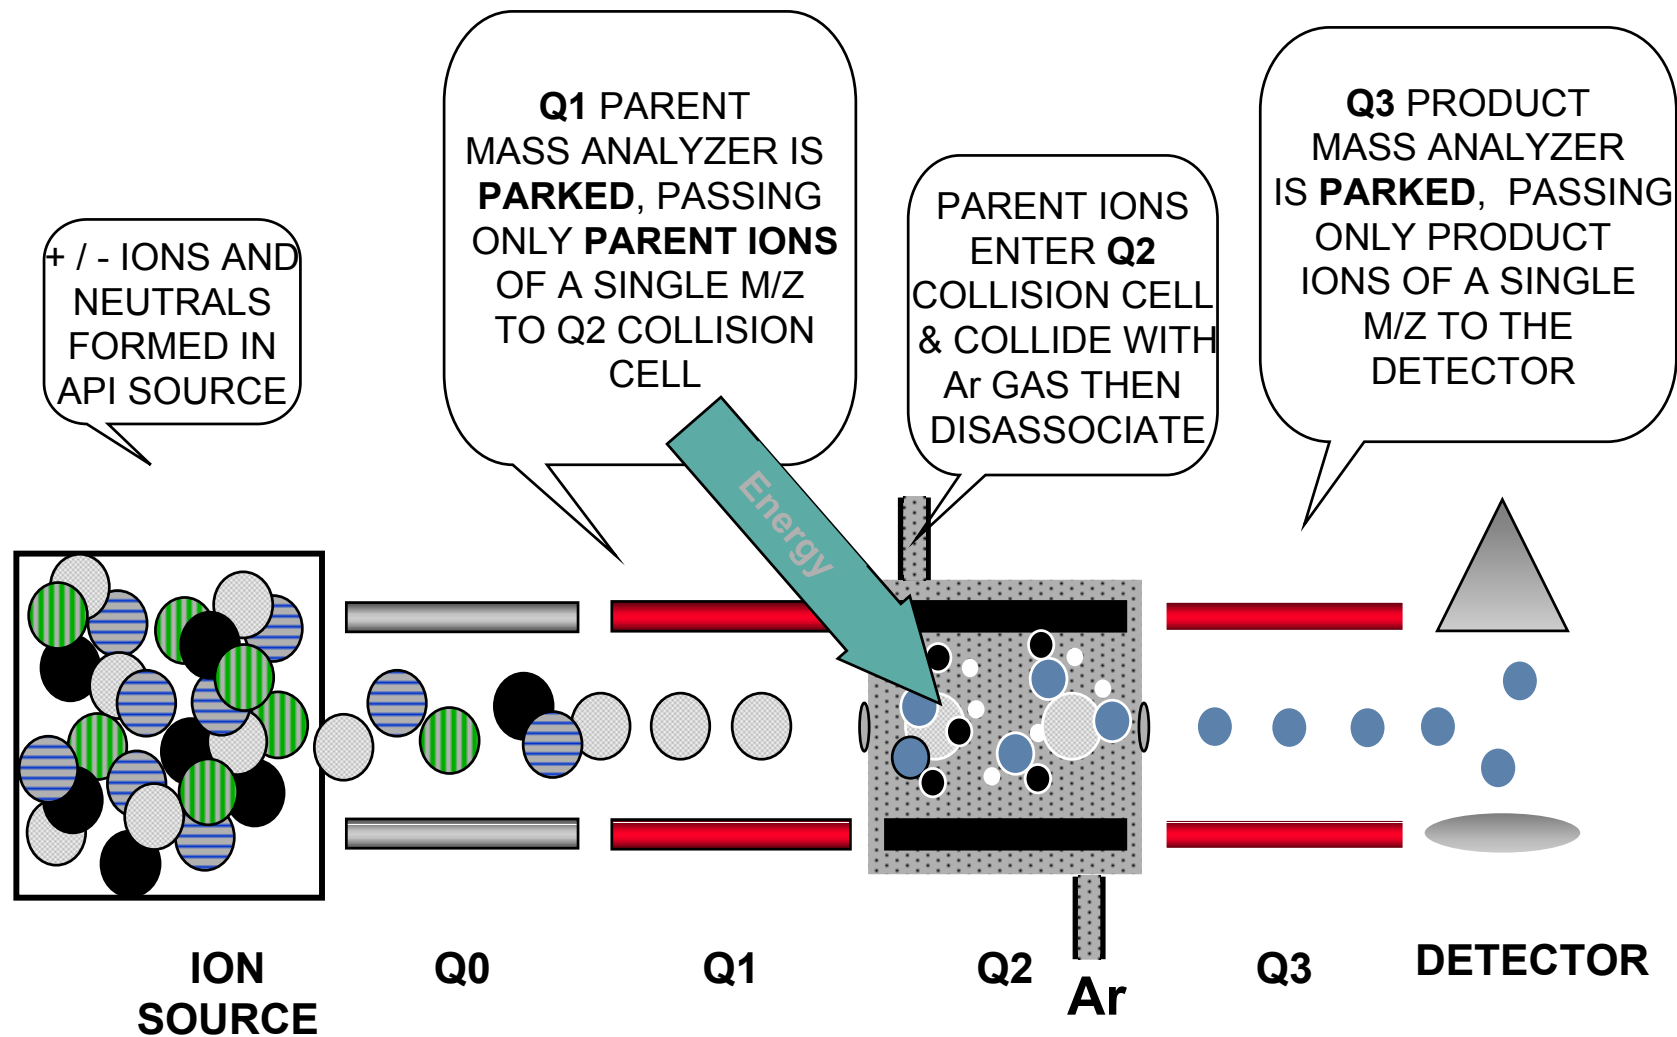 + / - IONS AND
NEUTRALS
FORMED IN
API SOURCE
Q1 PARENT
MASS ANALYZER IS
PARKED, PASSING
ONLY PARENT IONS
OF A SINGLE M/Z
TO Q2 COLLISION
CELL
PARENT IONS
ENTER Q2
COLLISION CELL
& COLLIDE WITH
Ar GAS THEN
DISASSOCIATE
Q3 PRODUCT
MASS ANALYZER
IS PARKED, PASSING
ONLY PRODUCT
IONS OF A SINGLE
M/Z TO THE
DETECTOR
Energy
ION
SOURCE
Q0
Q1
Q2
Ar
Q3
DETECTOR